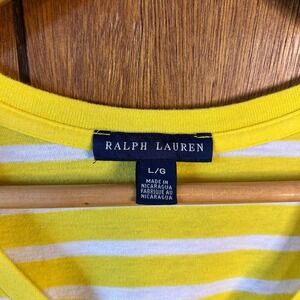 RALPH LAUREN
L/G
MADE IN
NICARAGUA
FABRIQUÉ AU
NICARAGUA